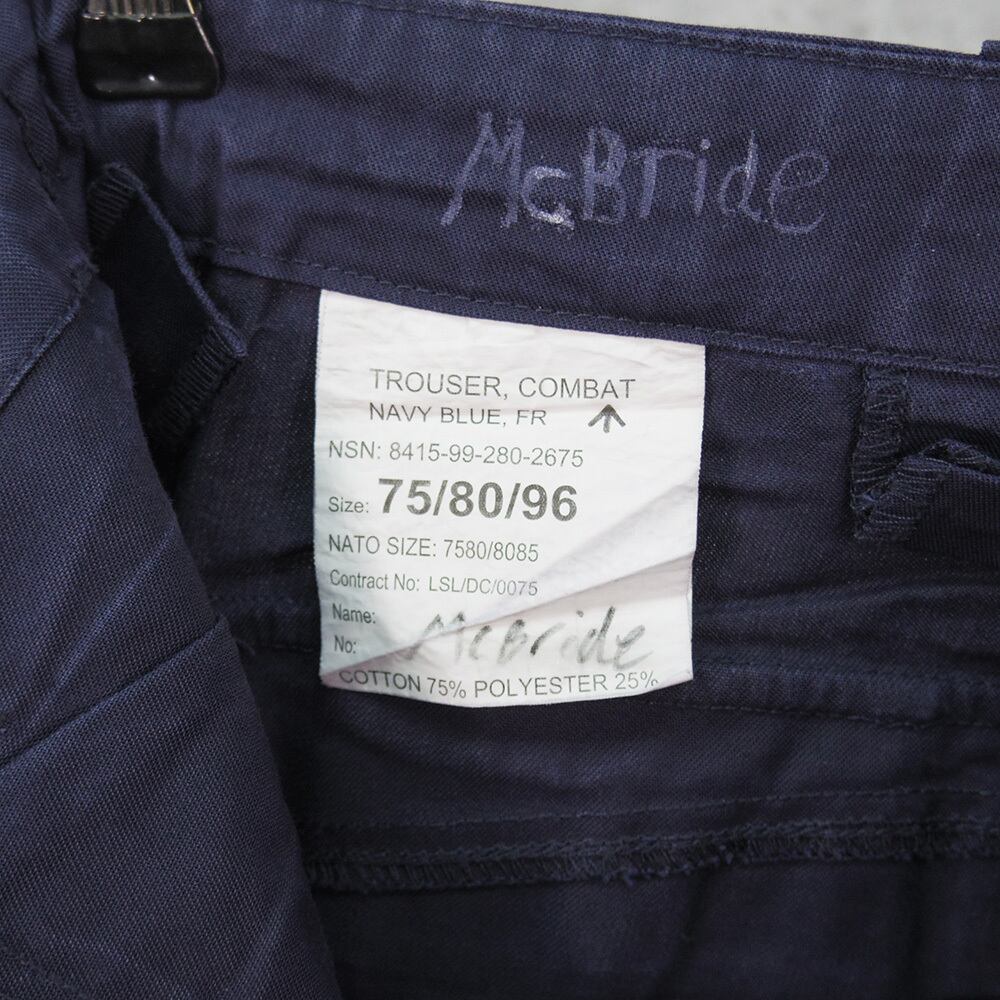 McBride
TROUSER, COMBAT
NAVY BLUE, FR
NSN: 8415-99-280-2675
Size: 75/80/96
NATO SIZE: 7580/8085
Contract No: LSL/DC/0075
Name:
No: McBride
COTTON 75% POLYESTER 25%